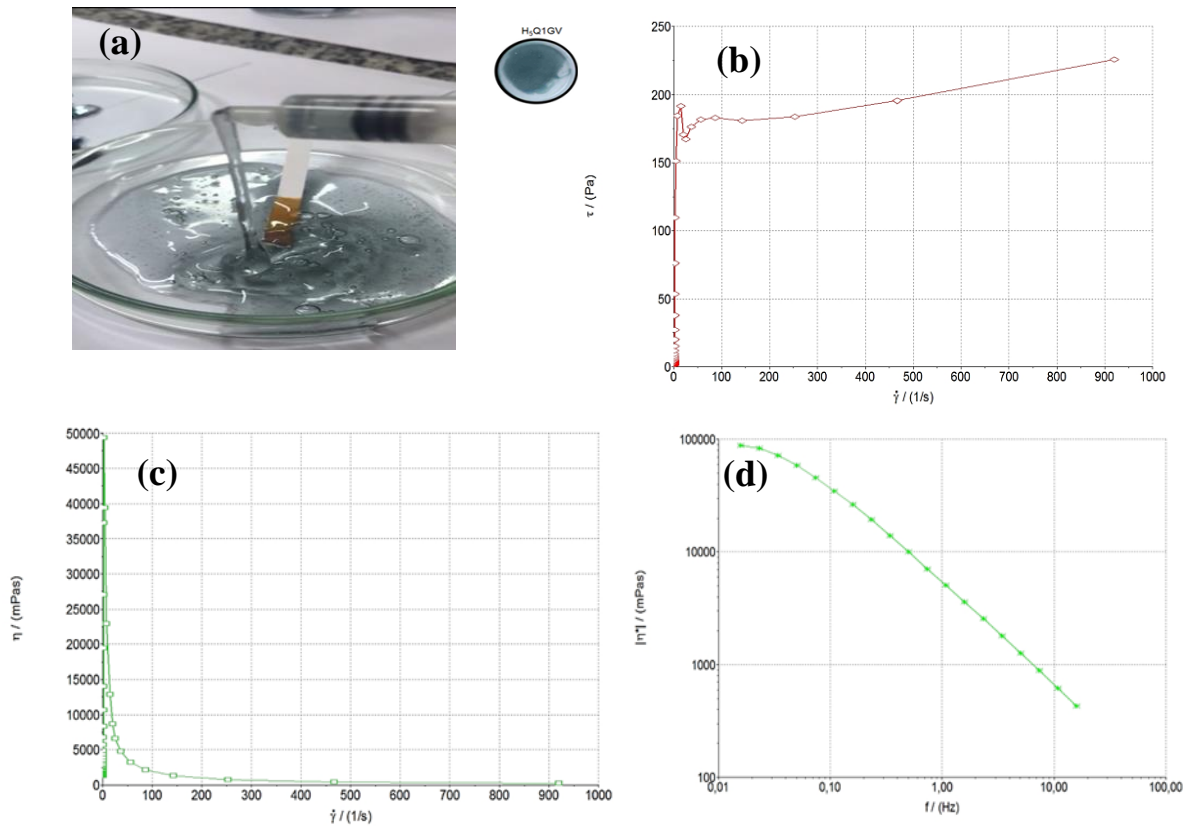 (a)
H₅Q1GV
(b)
250
200
150
100
50
0
0 100 200 300 400 500 600 700 800 900 1000
τ / (Pa)
γ̇ / (1/s)
(c)
50000
45000
40000
35000
30000
25000
20000
15000
10000
5000
0
0 100 200 300 400 500 600 700 800 900 1000
η / (mPas)
γ̇ / (1/s)
(d)
100000
10000
1000
100
0,01 0,10 1,00 10,00 100,00
|η*| / (mPas)
f / (Hz)